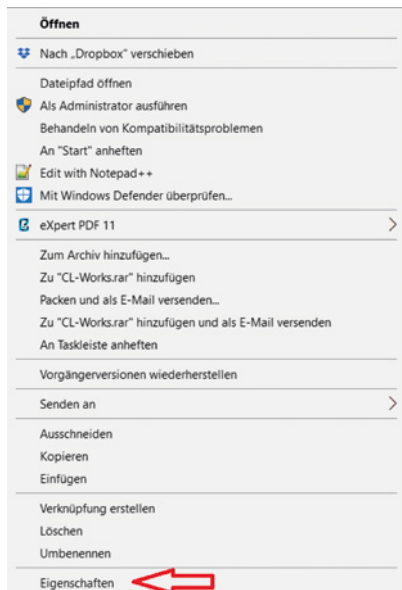 Öffnen
Nach „Dropbox" verschieben
Dateipfad öffnen
Als Administrator ausführen
Behandeln von Kompatibilitätsproblemen
An "Start" anheften
Edit with Notepad++
Mit Windows Defender überprüfen...
eXpert PDF 11
Zum Archiv hinzufügen...
Zu "CL-Works.rar" hinzufügen
Packen und als E-Mail versenden...
Zu "CL-Works.rar" hinzufügen und als E-Mail versenden
An Taskleiste anheften
Vorgängerversionen wiederherstellen
Senden an
Ausschneiden
Kopieren
Einfügen
Verknüpfung erstellen
Löschen
Umbenennen
Eigenschaften